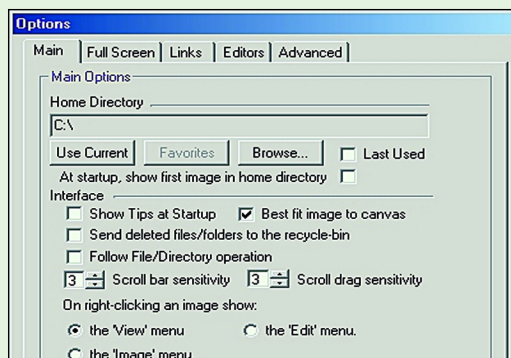 Options
Main Full Screen Links Editors Advanced
Main Options
Home Directory
C:\
Use Current Favorites Browse... Last Used
At startup, show first image in home directory
Interface
Show Tips at Startup Best fit image to canvas
Send deleted files/folders to the recycle-bin
Follow File/Directory operation
3 Scroll bar sensitivity 3 Scroll drag sensitivity
On right-clicking an image show:
the 'View' menu the 'Edit' menu.
the 'Image' menu